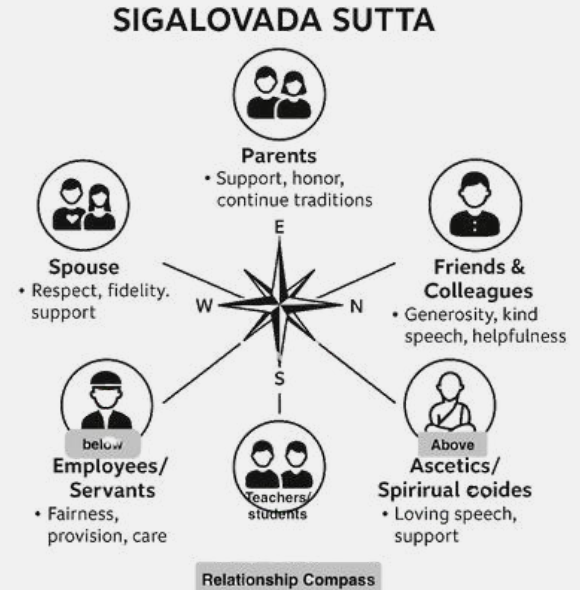 SIGALOVADA SUTTA
Parents
• Support, honor,
continue traditions
Spouse
• Respect, fidelity.
support
Friends &
Colleagues
• Generosity, kind
speech, helpfulness
E
W
N
S
below
Employees/
Servants
• Fairness,
provision, care
Teachers/
students
Above
Ascetics/
Spirirual coides
• Loving speech,
support
Relationship Compass